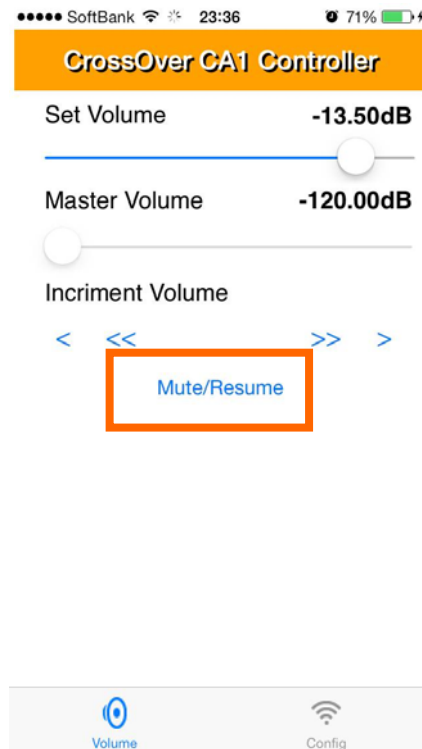 ●●●●● SoftBank 23:36 71%
CrossOver CA1 Controller
Set Volume -13.50dB
Master Volume -120.00dB
Incriment Volume
< << >> >
Mute/Resume
Volume Config